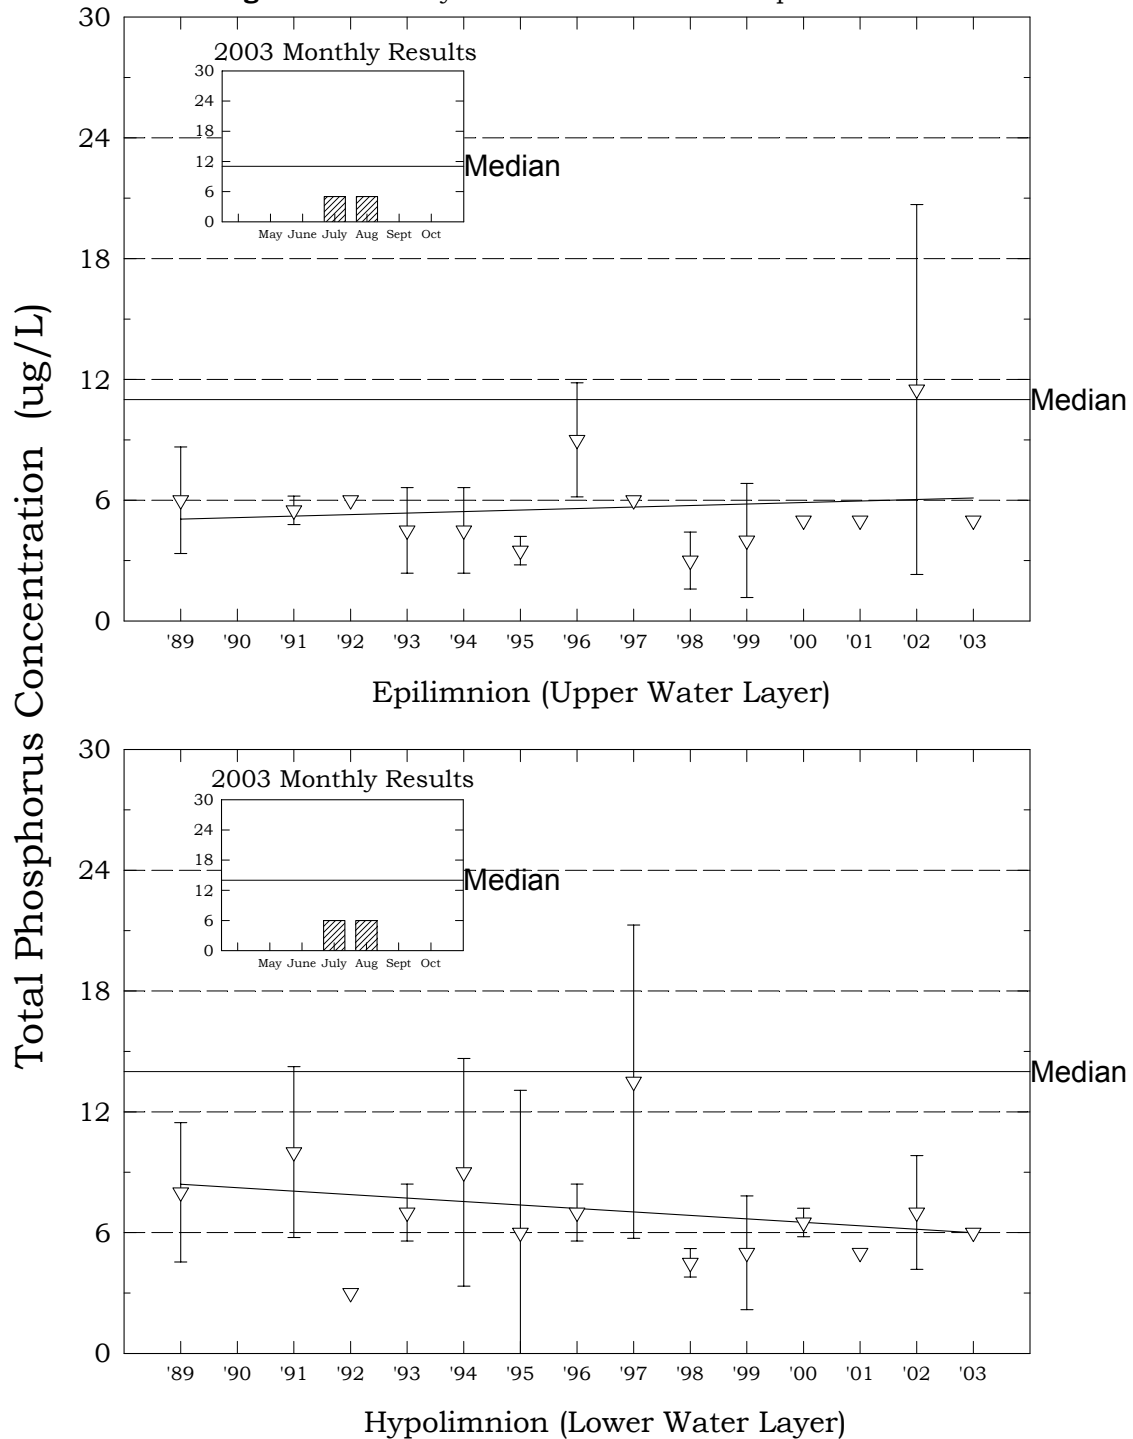 2003 Monthly Results
30
24
18
12
6
0
Median
May June July Aug Sept Oct
30
24
18
12
6
0
Median
'89 '90 '91 '92 '93 '94 '95 '96 '97 '98 '99 '00 '01 '02 '03
Epilimnion (Upper Water Layer)
Total Phosphorus Concentration (ug/L)
2003 Monthly Results
30
24
18
12
6
0
Median
May June July Aug Sept Oct
30
24
18
12
6
0
Median
'89 '90 '91 '92 '93 '94 '95 '96 '97 '98 '99 '00 '01 '02 '03
Hypolimnion (Lower Water Layer)